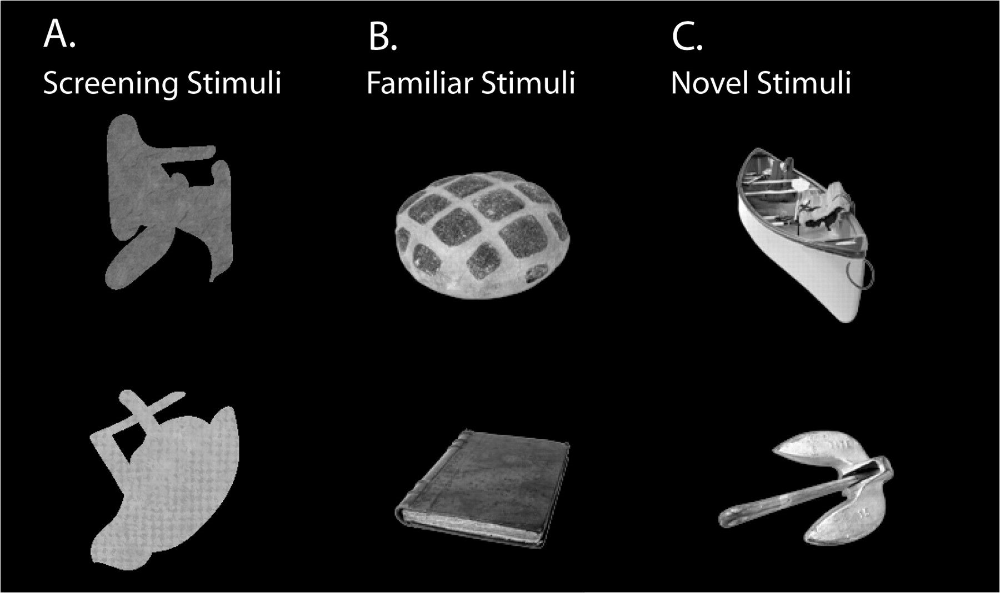 A.
Screening Stimuli
B.
Familiar Stimuli
C.
Novel Stimuli